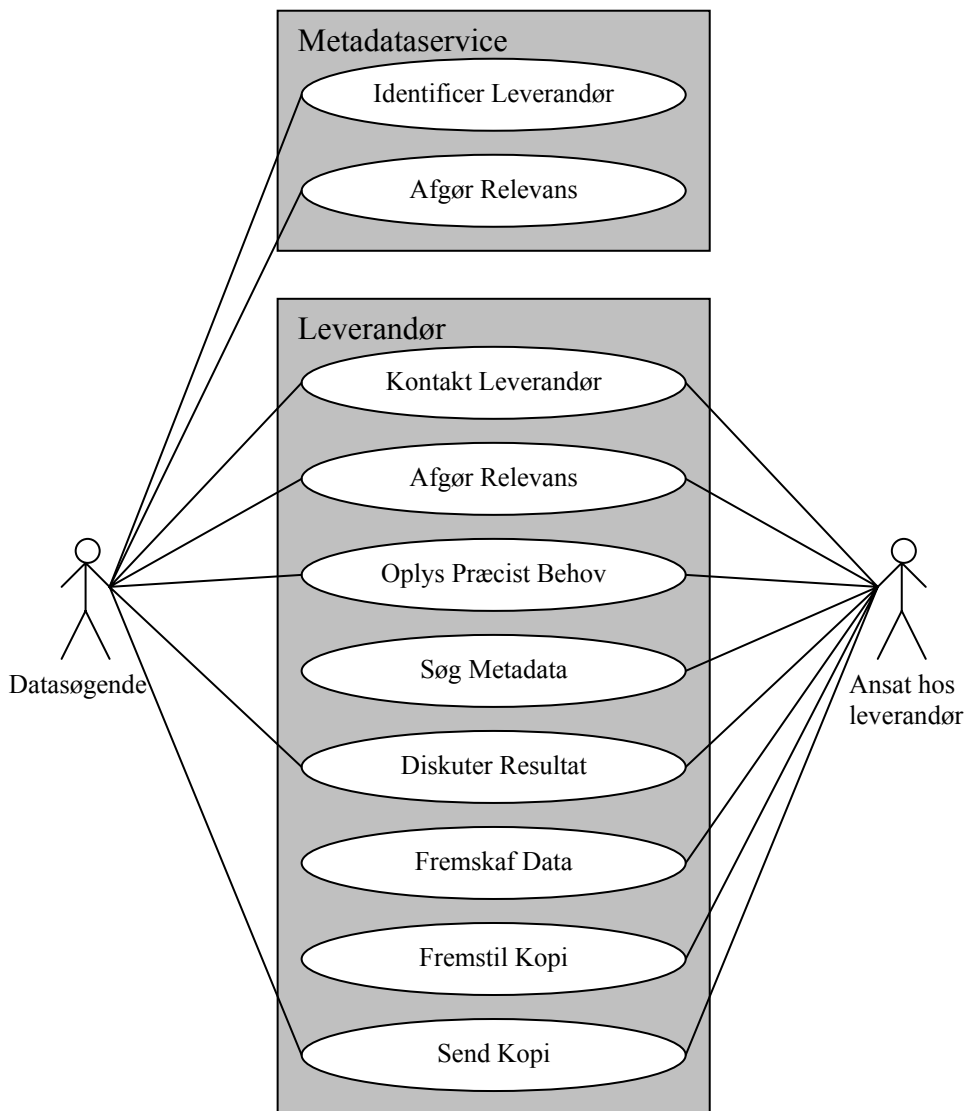 Metadataservice
Identificer Leverandør
Afgør Relevans
Leverandør
Kontakt Leverandør
Afgør Relevans
Oplys Præcist Behov
Søg Metadata
Diskuter Resultat
Fremskaf Data
Fremstil Kopi
Send Kopi
Datasøgende
Ansat hos
leverandør